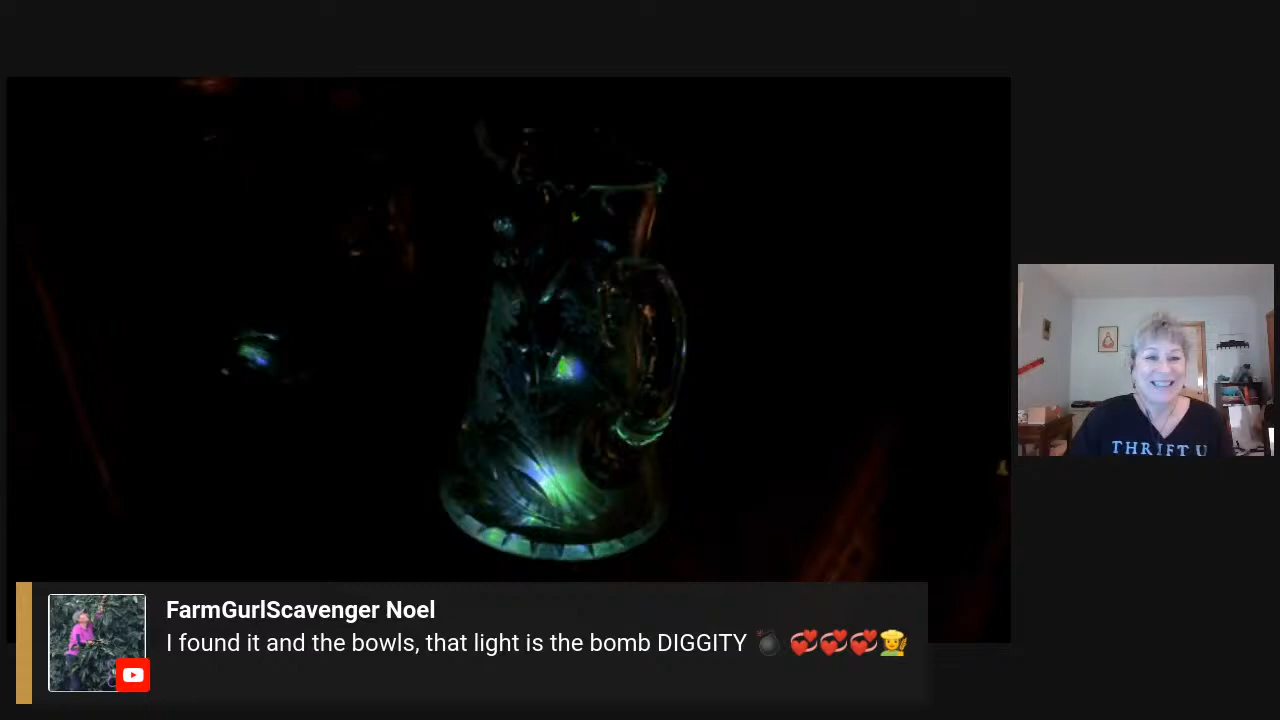 THRIFT U
FarmGurlScavenger Noel
I found it and the bowls, that light is the bomb DIGGITY 💣 💞💞💞👩‍🌾